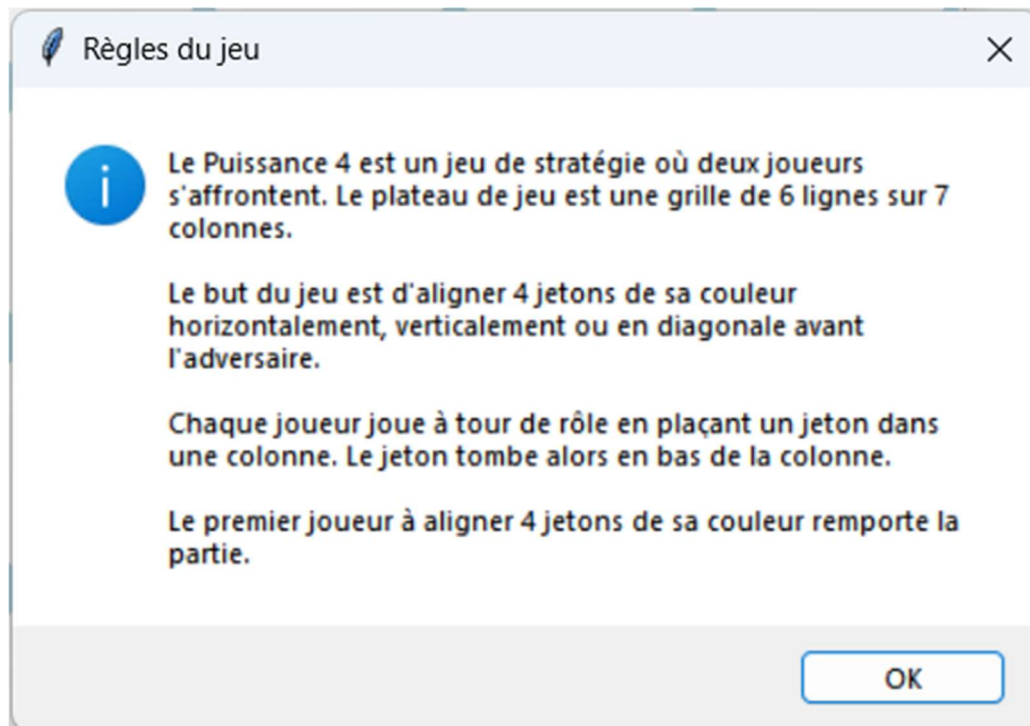 Règles du jeu
i
Le Puissance 4 est un jeu de stratégie où deux joueurs
s'affrontent. Le plateau de jeu est une grille de 6 lignes sur 7
colonnes.
Le but du jeu est d'aligner 4 jetons de sa couleur
horizontalement, verticalement ou en diagonale avant
l'adversaire.
Chaque joueur joue à tour de rôle en plaçant un jeton dans
une colonne. Le jeton tombe alors en bas de la colonne.
Le premier joueur à aligner 4 jetons de sa couleur remporte la
partie.
OK